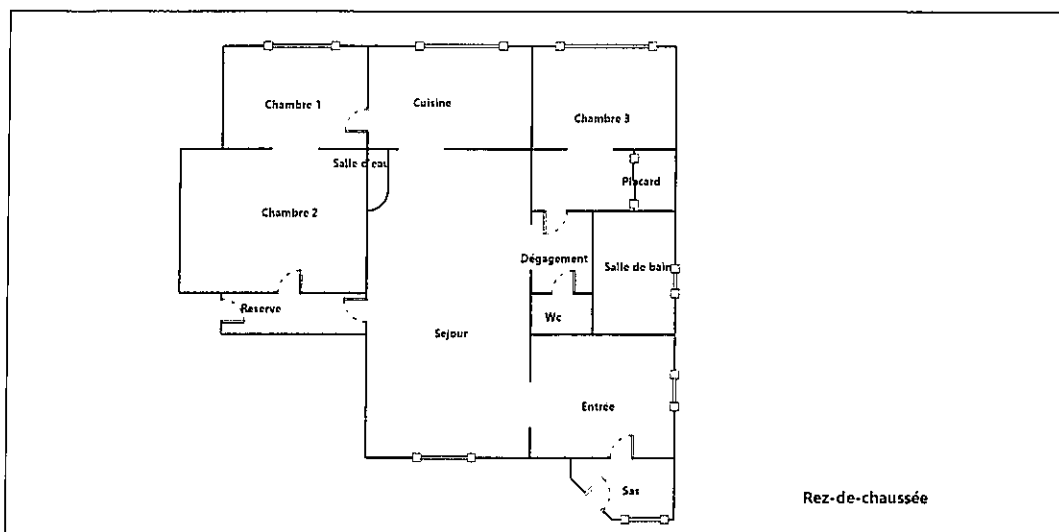 Chambre 1
Cuisine
Chambre 3
Salle d'eau
Placard
Chambre 2
Dégagement
Salle de bain
Reserve
Wc
Sejour
Entrée
Sas
Rez-de-chaussée